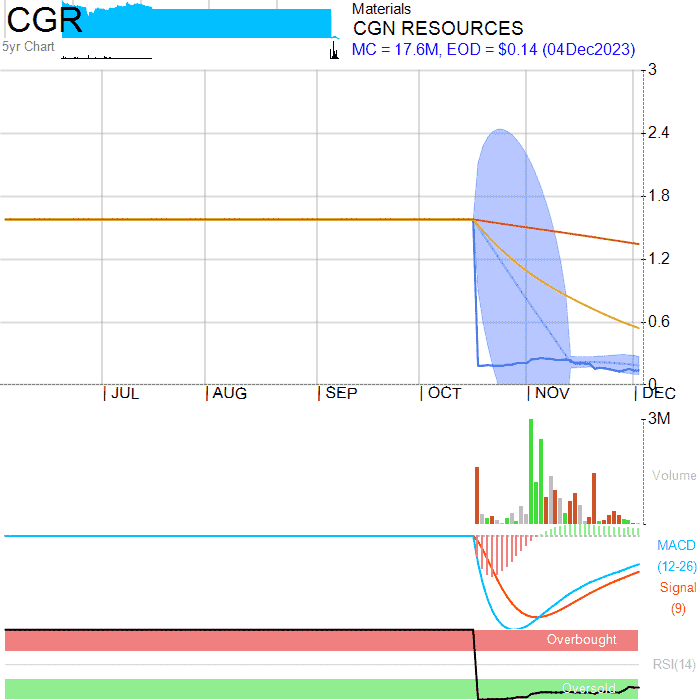 CGR
5yr Chart
Materials
CGN RESOURCES
MC = 17.6M, EOD = $0.14 (04Dec2023)
3
2.4
1.8
1.2
0.6
0
JUL AUG SEP OCT NOV DEC
3M
Volume
MACD
(12-26)
Signal
(9)
Overbought
RSI(14)
Oversold